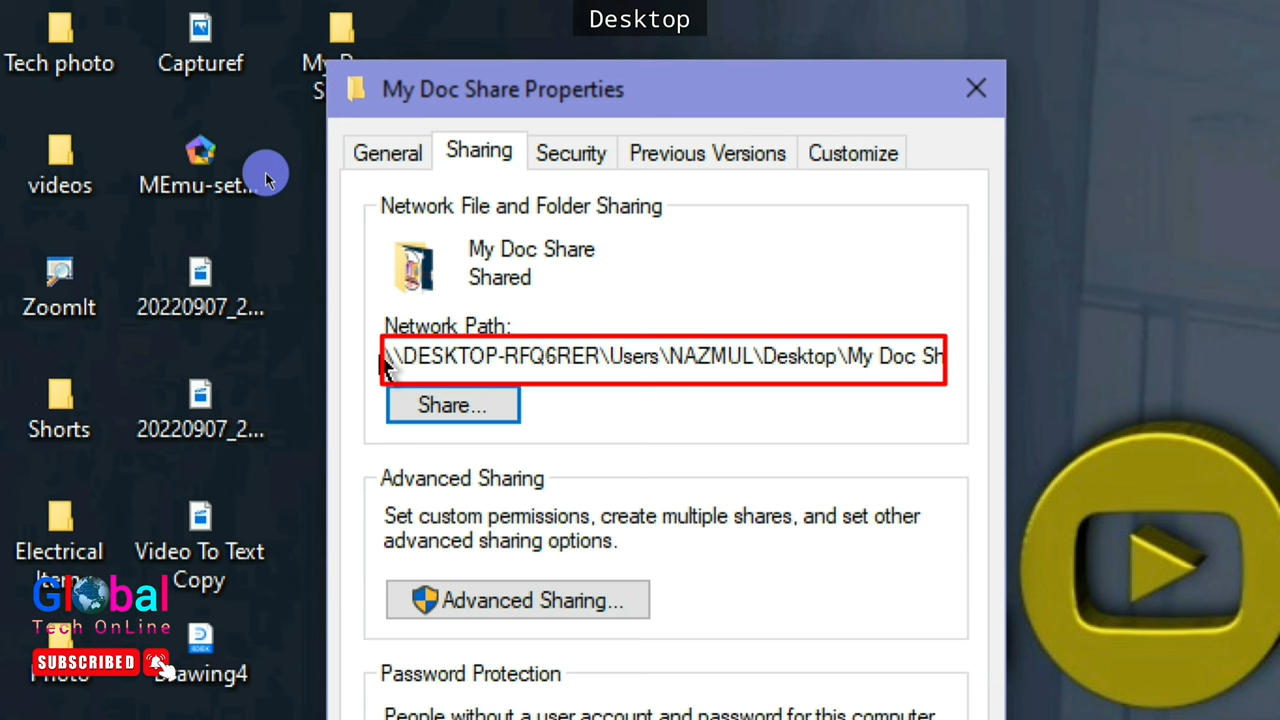 Desktop
Tech photo
Capturef
My D
S
My Doc Share Properties
General
Sharing
Security
Previous Versions
Customize
videos
MEmu-set...
Network File and Folder Sharing
My Doc Share
Shared
ZoomIt
20220907_2...
Network Path:
\\DESKTOP-RFQ6RER\Users\NAZMUL\Desktop\My Doc Sh
Share...
Shorts
20220907_2...
Advanced Sharing
Set custom permissions, create multiple shares, and set other
advanced sharing options.
Electrical
Video To Text
Copy
Advanced Sharing...
Global
Tech OnLine
SUBSCRIBED
Photo
Drawing4
Password Protection
People without a user account and password for this computer